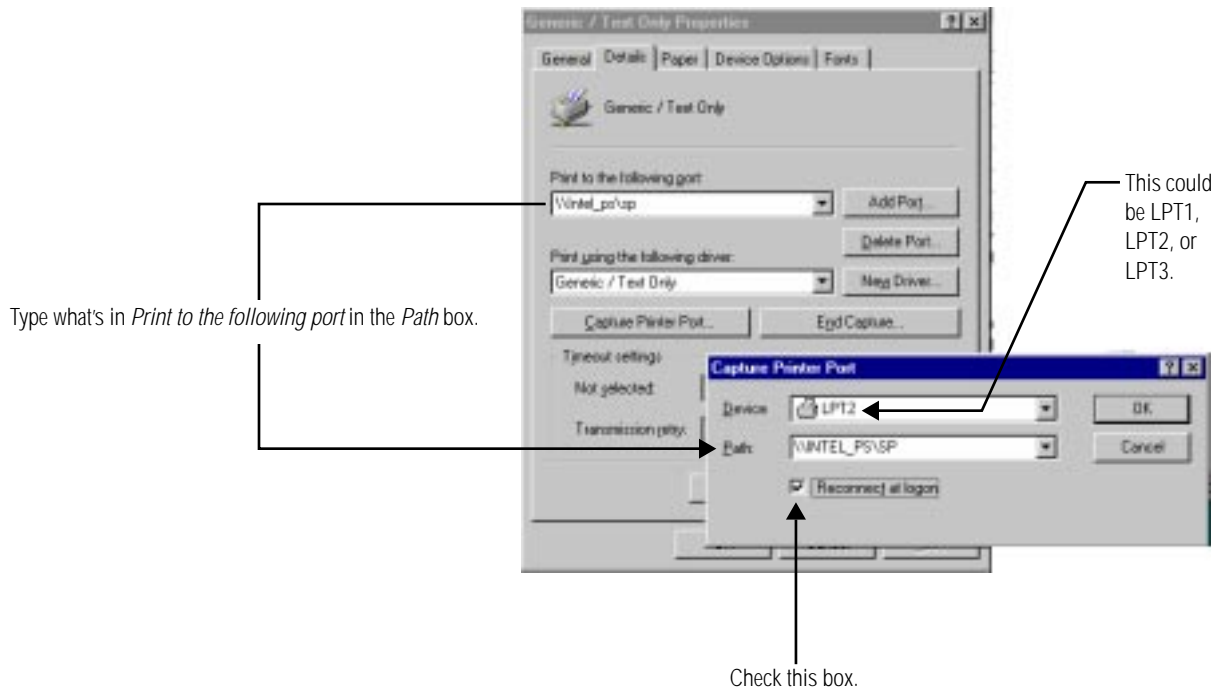 Generic / Text Only Properties
General Details Paper Device Options Fonts
Generic / Text Only
Print to the following port:
\\intel_ps\sp
Add Port...
Delete Port...
Print using the following driver:
Generic / Text Only
New Driver...
Capture Printer Port...
End Capture...
Timeout settings
Not selected:
Transmission retry:
Capture Printer Port
Device:
LPT2
OK
Path:
\\INTEL_PS\SP
Cancel
Reconnect at logon
This could
be LPT1,
LPT2, or
LPT3.
Type what's in Print to the following port in the Path box.
Check this box.